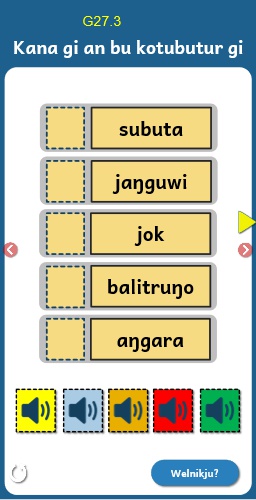 G27.3
Kana gi an bu kotubutur gi
subuta
jaŋguwi
jok
balitruŋo
aŋgara
Welnikju?